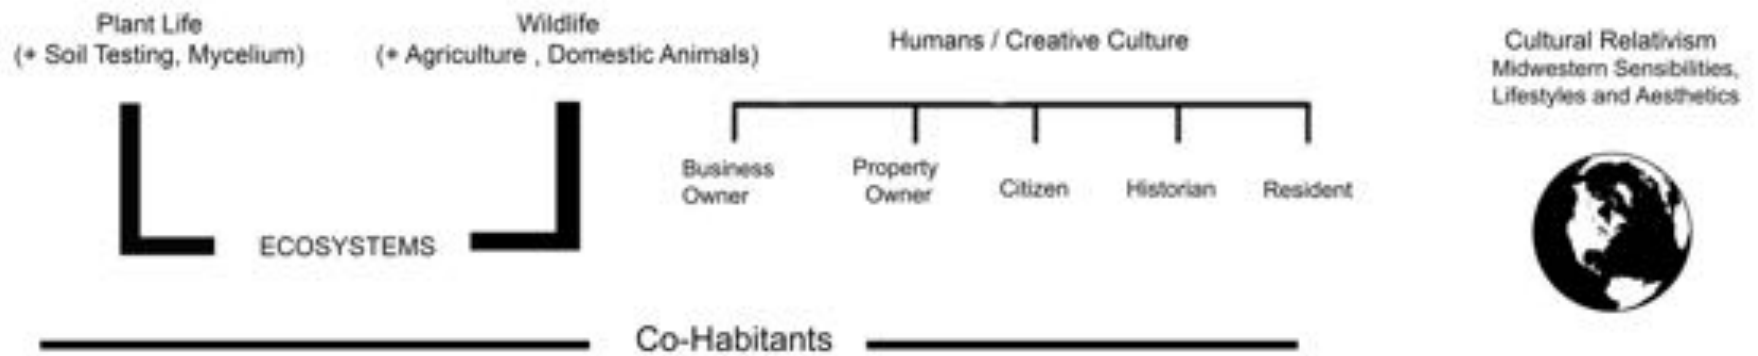 Plant Life
(+ Soil Testing, Mycelium)
Wildlife
(+ Agriculture , Domestic Animals)
Humans / Creative Culture
Cultural Relativism
Midwestern Sensibilities,
Lifestyles and Aesthetics
Business
Owner
Property
Owner
Citizen
Historian
Resident
ECOSYSTEMS
Co-Habitants